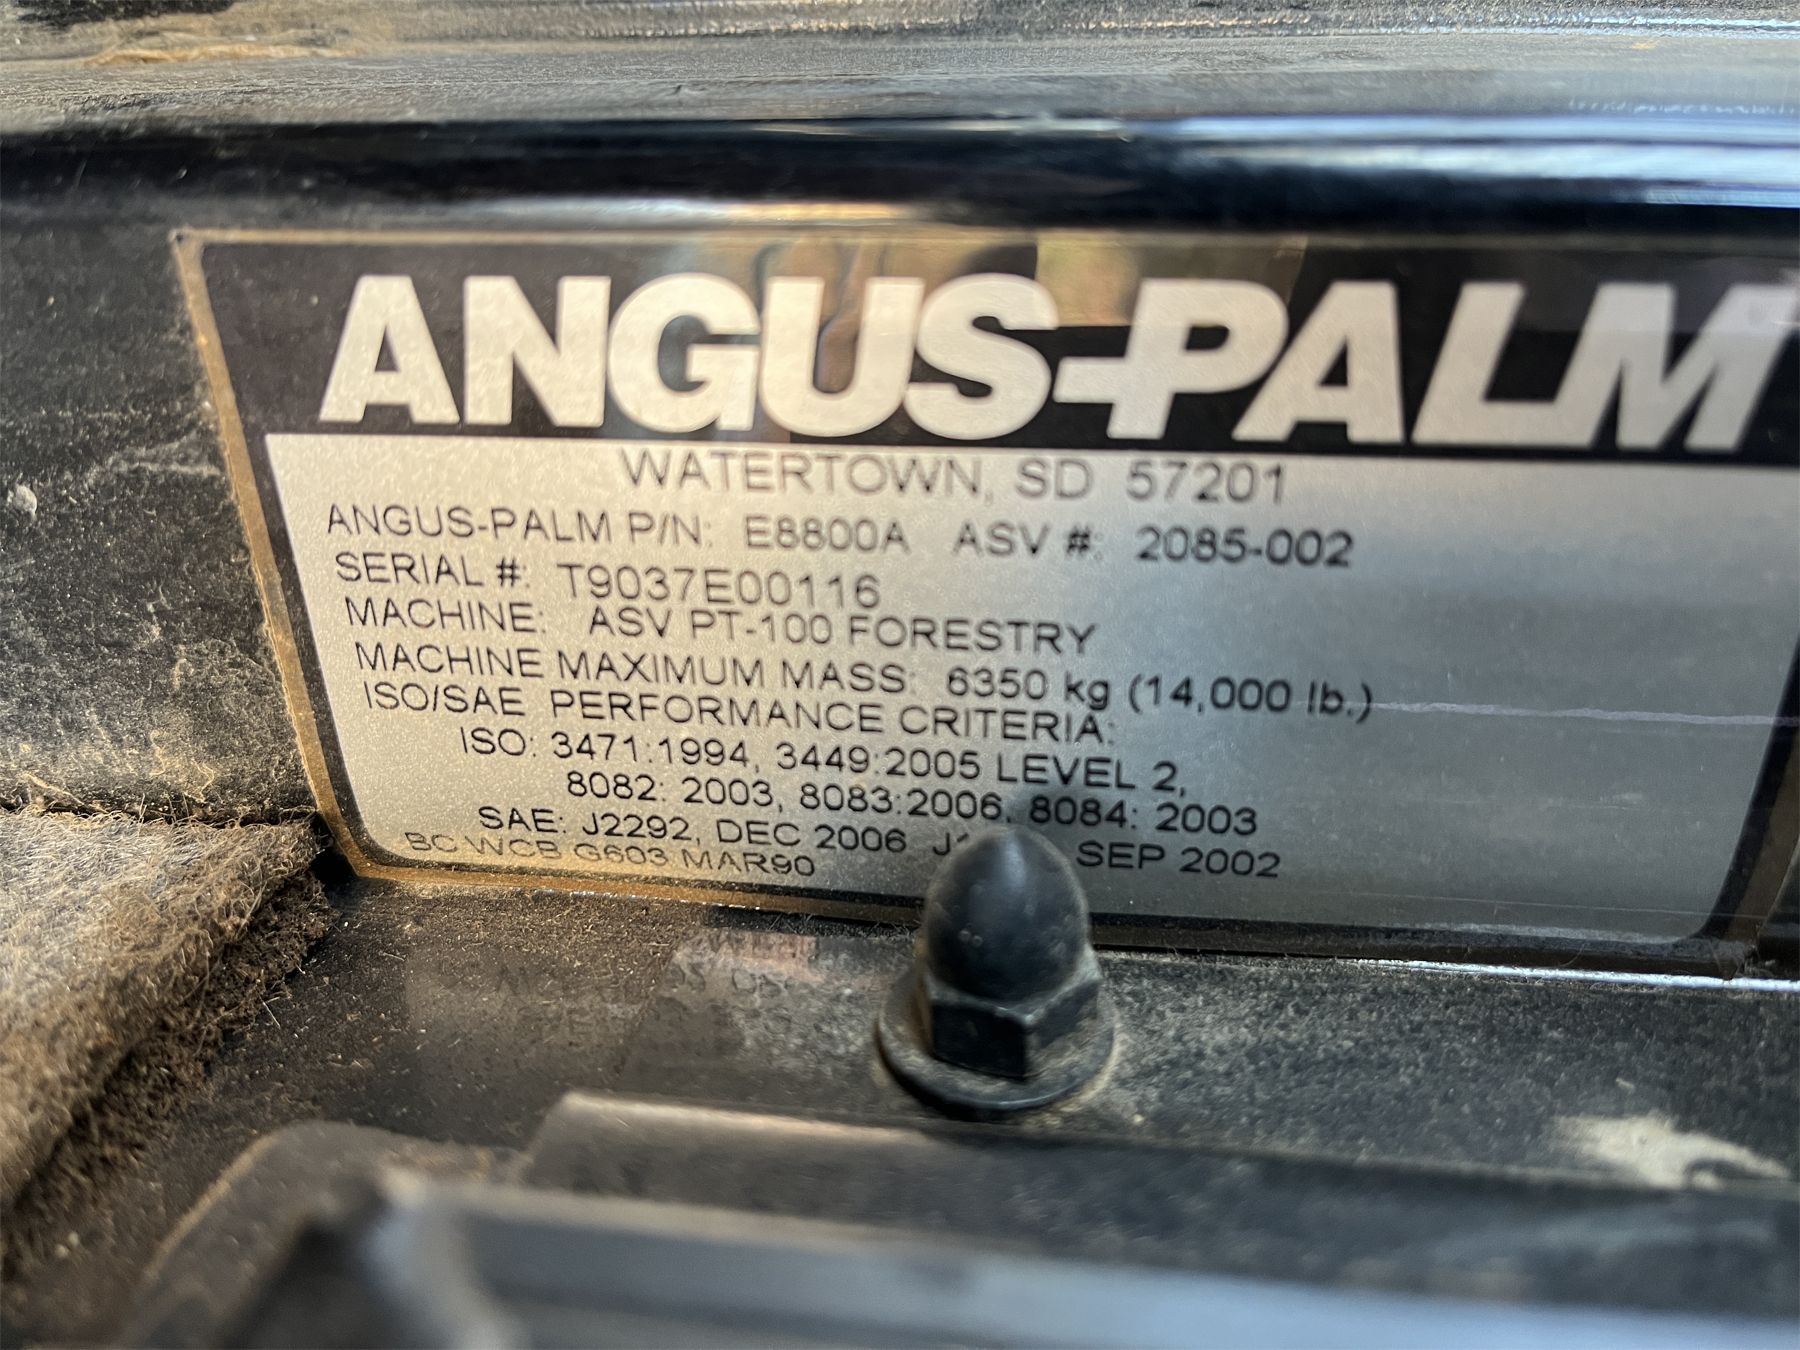 ANGUS-PALM
WATERTOWN, SD 57201
ANGUS-PALM P/N: E8800A ASV #: 2085-002
SERIAL #: T9037E00116
MACHINE: ASV PT-100 FORESTRY
MACHINE MAXIMUM MASS: 6350 kg (14,000 lb.)
ISO/SAE PERFORMANCE CRITERIA:
ISO: 3471:1994, 3449:2005 LEVEL 2,
8082: 2003, 8083:2006, 8084: 2003
SAE: J2292, DEC 2006 SEP 2002
BC WCB G603 MAR90